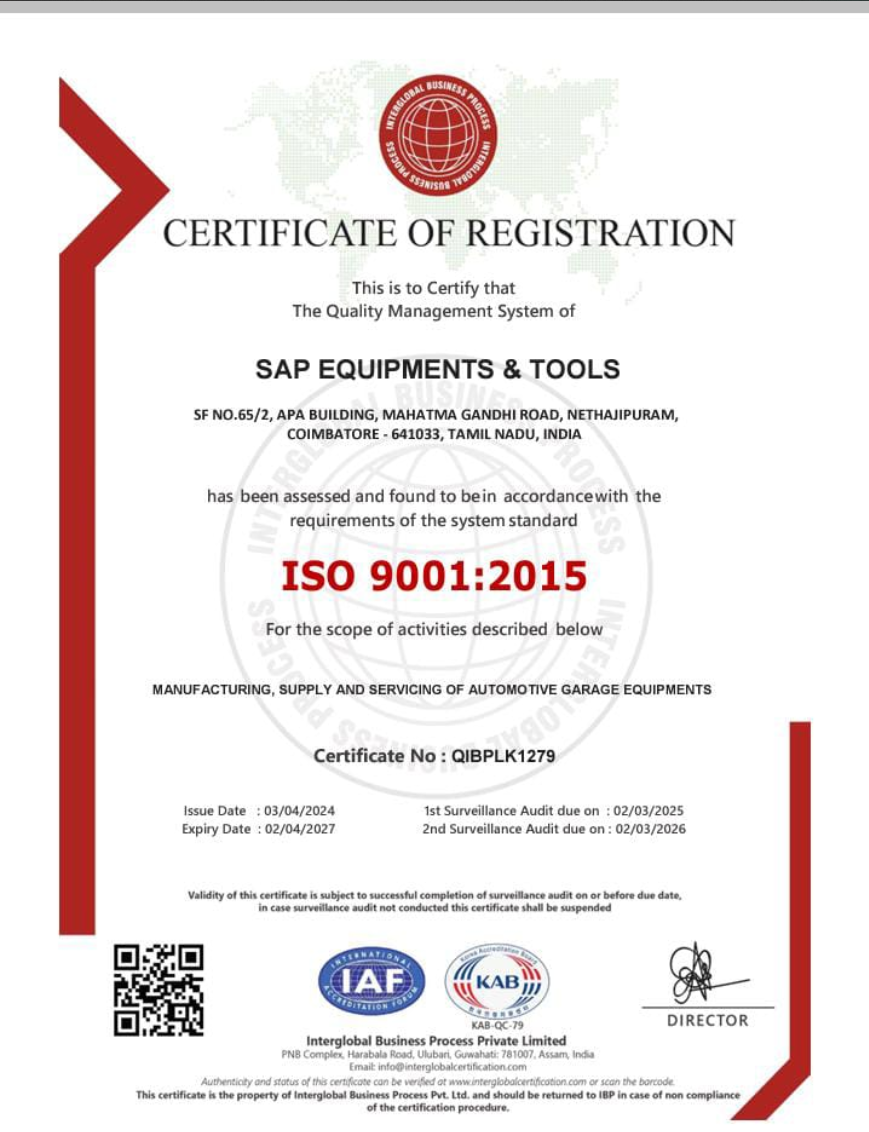 INTERGLOBAL BUSINESS PROCESS INTERGLOBAL BUSINESS PROCESS
CERTIFICATE OF REGISTRATION
This is to Certify that
The Quality Management System of
SAP EQUIPMENTS & TOOLS
SF NO.65/2, APA BUILDING, MAHATMA GANDHI ROAD, NETHAJIPURAM,
COIMBATORE - 641033, TAMIL NADU, INDIA
has been assessed and found to be in accordance with the
requirements of the system standard
ISO 9001:2015
For the scope of activities described below
MANUFACTURING, SUPPLY AND SERVICING OF AUTOMOTIVE GARAGE EQUIPMENTS
INTERGLOBAL BUSINESS PROCESS INTERGLOBAL BUSINESS PROCESS
Certificate No : QIBPLK1279
Issue Date : 03/04/2024 1st Surveillance Audit due on : 02/03/2025
Expiry Date : 02/04/2027 2nd Surveillance Audit due on : 02/03/2026
Validity of this certificate is subject to successful completion of surveillance audit on or before due date,
in case surveillance audit not conducted this certificate shall be suspended
INTERNATIONAL
IAF
ACCREDITATION FORUM
Korea Accreditation Board
KAB
KAB-QC-79
DIRECTOR
Interglobal Business Process Private Limited
PNB Complex, Harabala Road, Ulubari, Guwahati: 781007, Assam, India
Email: info@interglobalcertification.com
Authenticity and status of this certificate can be verified at www.interglobalcertification.com or scan the barcode.
This certificate is the property of Interglobal Business Process Pvt. Ltd. and should be returned to IBP in case of non compliance
of the certification procedure.